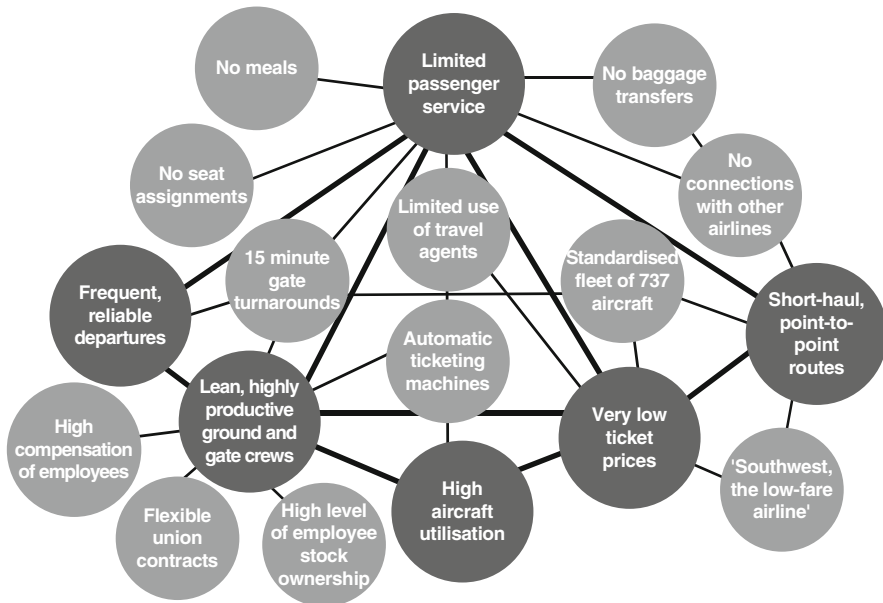 No meals
Limited
passenger
service
No baggage
transfers
No seat
assignments
No
connections
with other
airlines
Limited use
of travel
agents
15 minute
gate
turnarounds
Standardised
fleet of 737
aircraft
Frequent,
reliable
departures
Short-haul,
point-to-
point
routes
Automatic
ticketing
machines
Lean, highly
productive
ground and
gate crews
Very low
ticket
prices
High
compensation
of employees
'Southwest,
the low-fare
airline'
High
aircraft
utilisation
Flexible
union
contracts
High level
of employee
stock
ownership